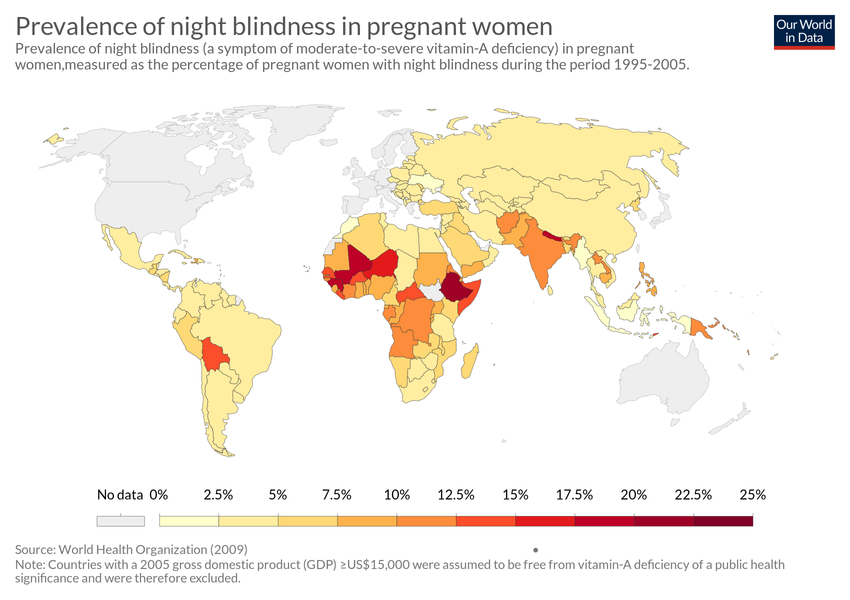 Prevalence of night blindness in pregnant women
Our World
in Data
Prevalence of night blindness (a symptom of moderate-to-severe vitamin-A deficiency) in pregnant
women,measured as the percentage of pregnant women with night blindness during the period 1995-2005.
No data 0% 2.5% 5% 7.5% 10% 12.5% 15% 17.5% 20% 22.5% 25%
Source: World Health Organization (2009)
Note: Countries with a 2005 gross domestic product (GDP) ≥US$15,000 were assumed to be free from vitamin-A deficiency of a public health
significance and were therefore excluded.